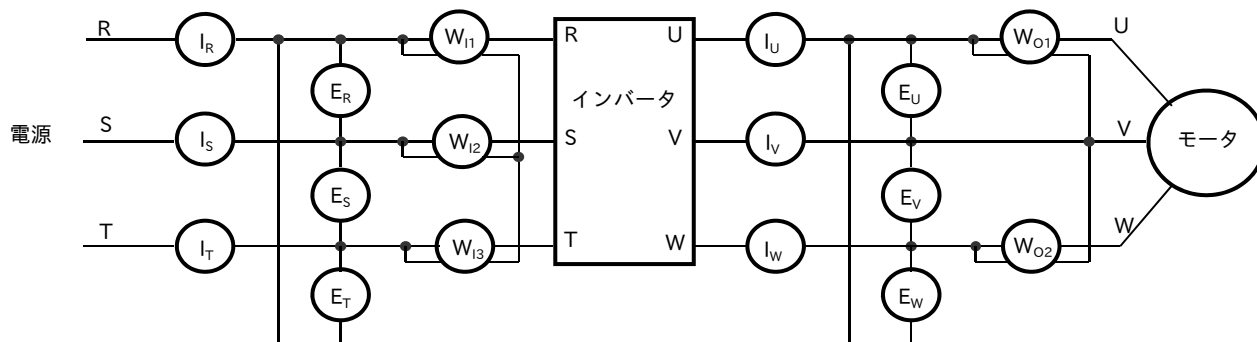 R I_R W_I1 R U I_U W_O1 U
E_R インバータ E_U
電源 S I_S W_I2 S V I_V V モータ
E_S E_V
T I_T W_I3 T W I_W W_O2 W
E_T E_W